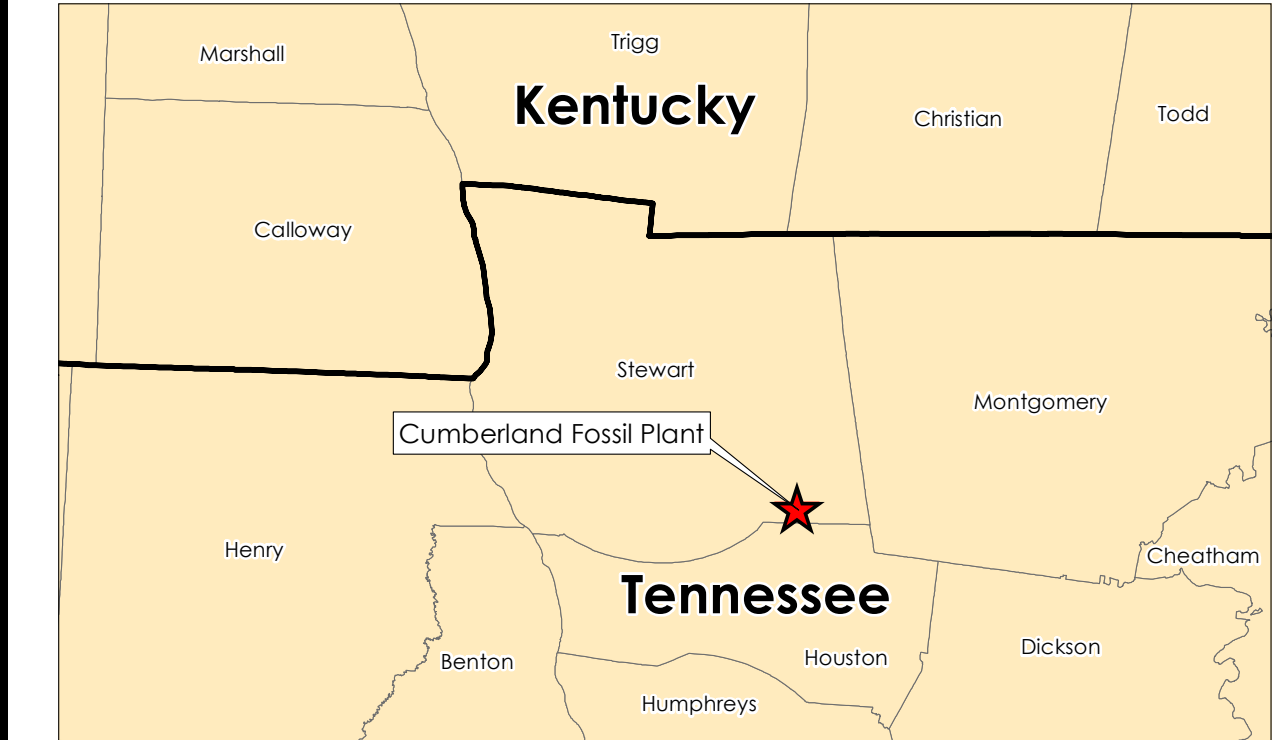 Marshall
Trigg
Kentucky
Christian
Todd
Calloway
Stewart
Montgomery
Cumberland Fossil Plant
Henry
Cheatham
Tennessee
Benton
Houston
Dickson
Humphreys